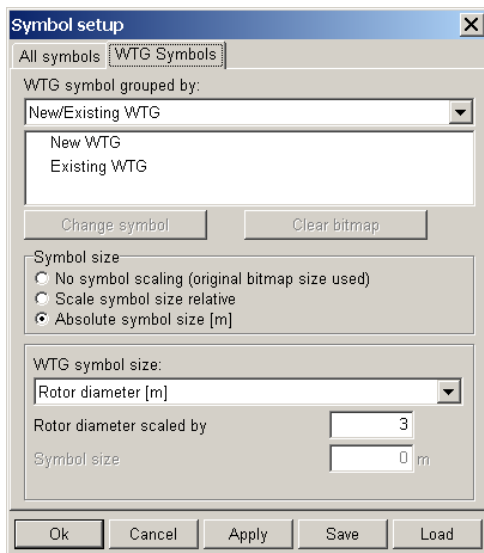 Symbol setup
All symbols WTG Symbols
WTG symbol grouped by:
New/Existing WTG
New WTG
Existing WTG
Change symbol Clear bitmap
Symbol size
No symbol scaling (original bitmap size used)
Scale symbol size relative
Absolute symbol size [m]
WTG symbol size:
Rotor diameter [m]
Rotor diameter scaled by 3
Symbol size 0 m
Ok Cancel Apply Save Load